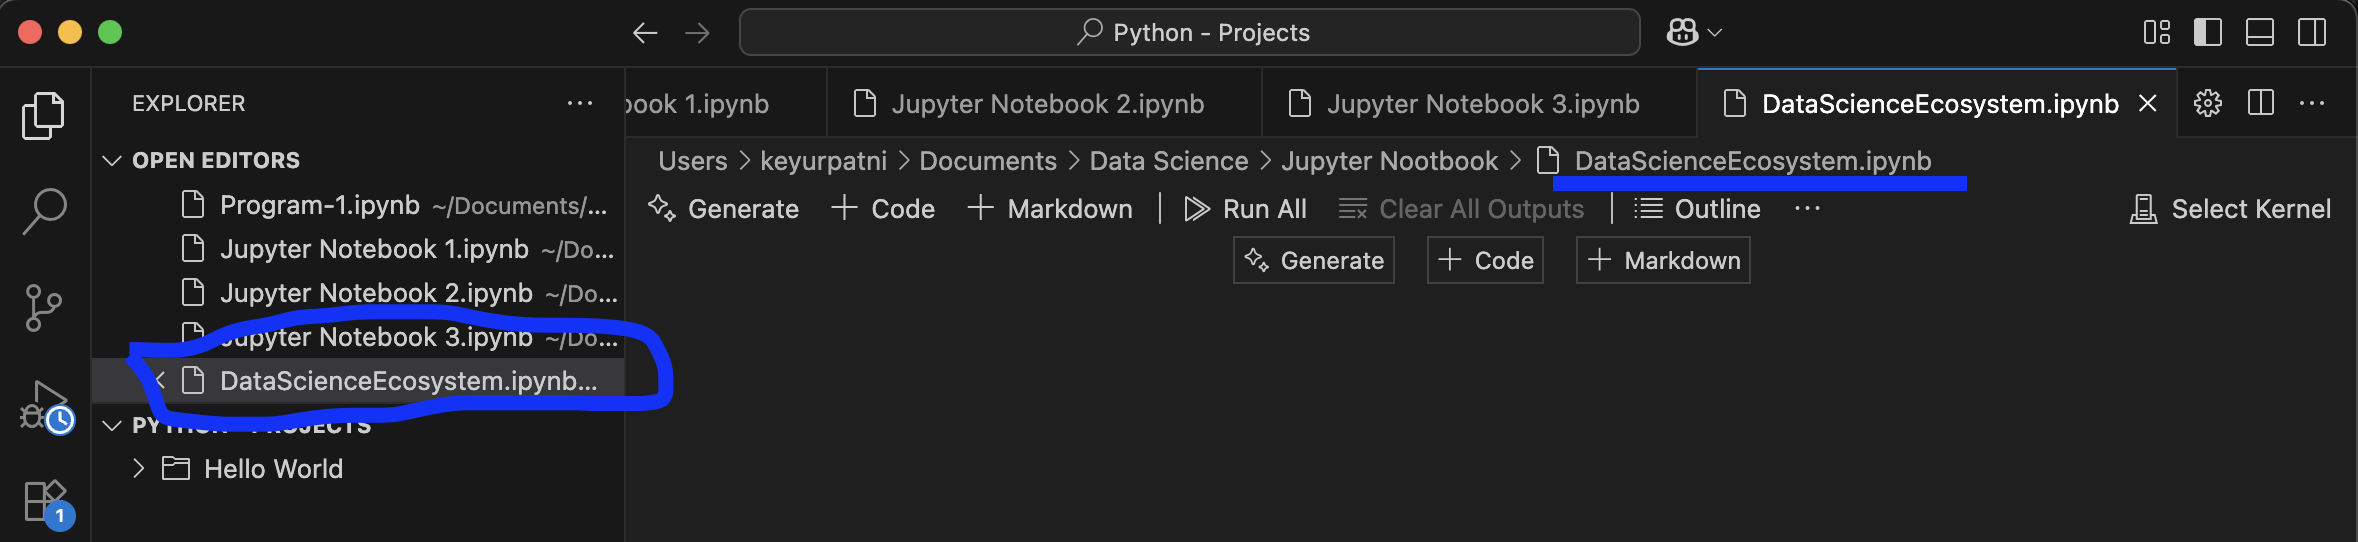 Python - Projects
EXPLORER
book 1.ipynb
Jupyter Notebook 2.ipynb
Jupyter Notebook 3.ipynb
DataScienceEcosystem.ipynb
OPEN EDITORS
Users > keyurpatni > Documents > Data Science > Jupyter Nootbook > DataScienceEcosystem.ipynb
Program-1.ipynb ~/Documents/...
Generate + Code + Markdown | Run All Clear All Outputs | Outline ...
Select Kernel
Jupyter Notebook 1.ipynb ~/Do...
Generate + Code + Markdown
Jupyter Notebook 2.ipynb ~/Do...
Jupyter Notebook 3.ipynb ~/Do...
DataScienceEcosystem.ipynb...
PYTHON - PROJECTS
Hello World
1